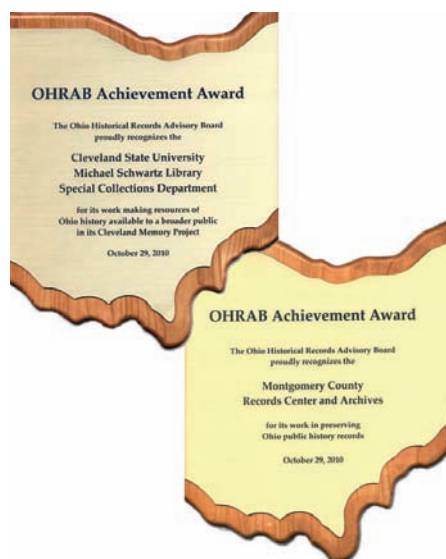 OHRAB Achievement Award
The Ohio Historical Records Advisory Board
proudly recognizes the
Cleveland State University
Michael Schwartz Library
Special Collections Department
for its work making resources of
Ohio history available to a broader public
in its Cleveland Memory Project
October 29, 2010
OHRAB Achievement Award
The Ohio Historical Records Advisory Board
proudly recognizes the
Montgomery County
Records Center and Archives
for its work in preserving
Ohio public history records
October 29, 2010